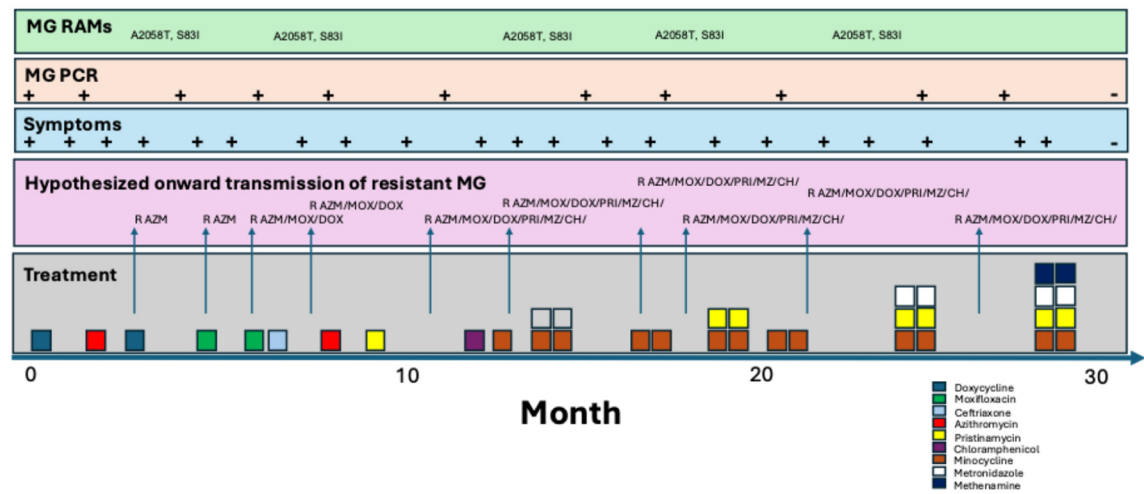 MG RAMs
A2058T, S83I A2058T, S83I A2058T, S83I A2058T, S83I A2058T, S83I
MG PCR
+ + + + + + + + + + + -
Symptoms
+ + + + + + + + + + + + + + + + + + + + + -
Hypothesized onward transmission of resistant MG
R AZM/MOX/DOX/PRI/MZ/CH/
R AZM/MOX/DOX/PRI/MZ/CH/
R AZM/MOX/DOX R AZM/MOX/DOX/PRI/MZ/CH/
R AZM R AZM R AZM/MOX/DOX R AZM/MOX/DOX/PRI/MZ/CH/ R AZM/MOX/DOX/PRI/MZ/CH/ R AZM/MOX/DOX/PRI/MZ/CH/
Treatment
0 10 20 30
Month
Doxycycline
Moxifloxacin
Ceftriaxone
Azithromycin
Pristinamycin
Chloramphenicol
Minocycline
Metronidazole
Methenamine